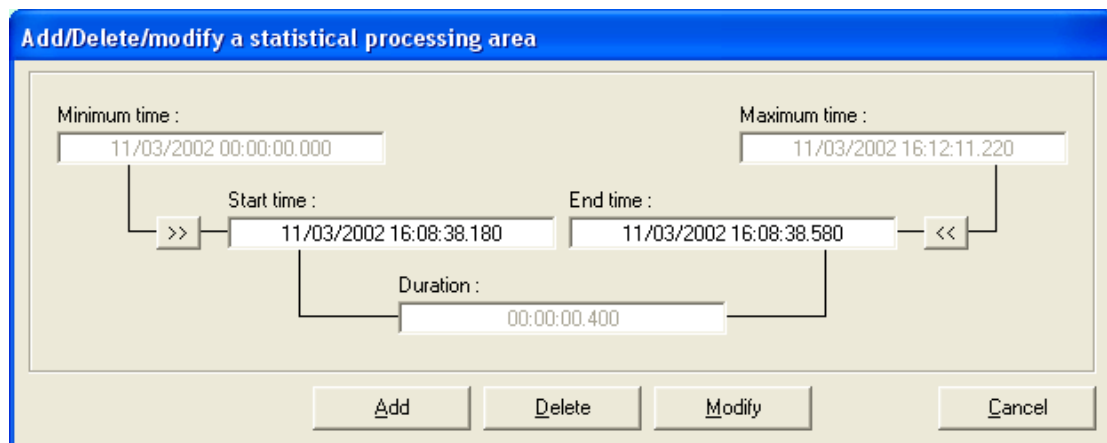 Add/Delete/modify a statistical processing area
Minimum time :
Maximum time :
11/03/2002 00:00:00.000
11/03/2002 16:12:11.220
Start time :
End time :
>>
11/03/2002 16:08:38.180
11/03/2002 16:08:38.580
<<
Duration :
00:00:00.400
Add
Delete
Modify
Cancel